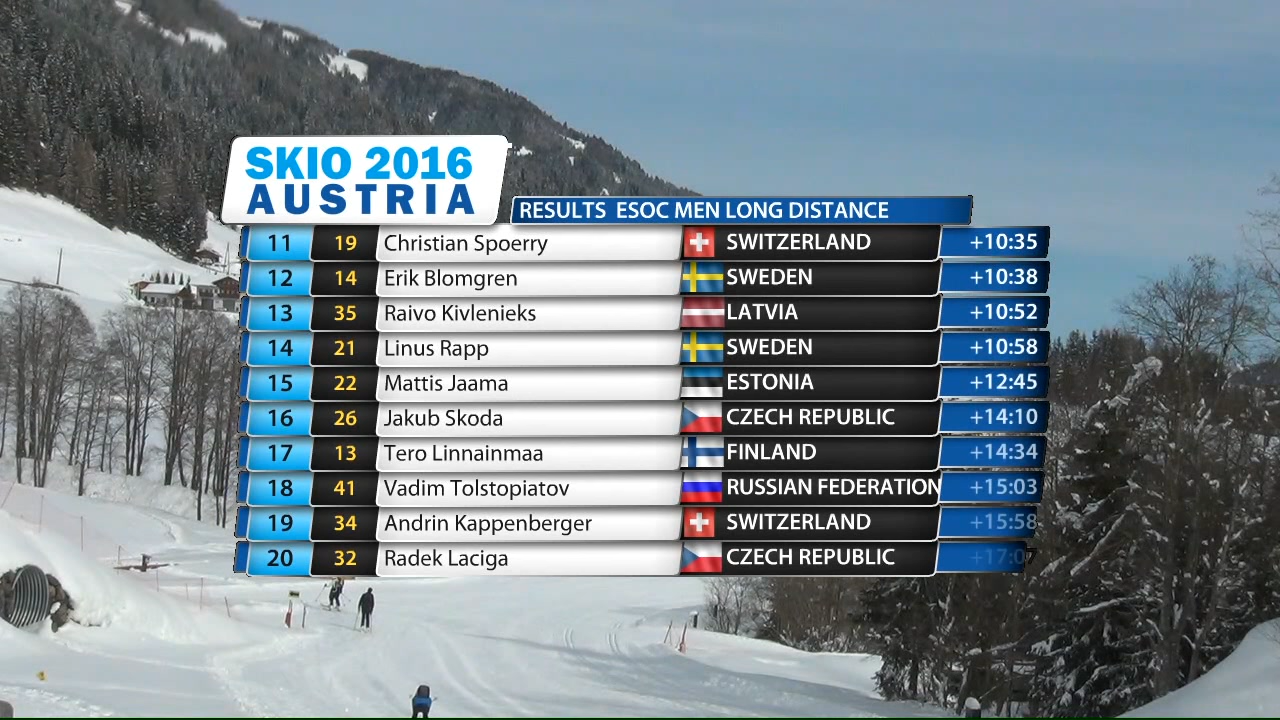 SKIO 2016
AUSTRIA
RESULTS ESOC MEN LONG DISTANCE
11 19 Christian Spoerry SWITZERLAND +10:35
12 14 Erik Blomgren SWEDEN +10:38
13 35 Raivo Kivlenieks LATVIA +10:52
14 21 Linus Rapp SWEDEN +10:58
15 22 Mattis Jaama ESTONIA +12:45
16 26 Jakub Skoda CZECH REPUBLIC +14:10
17 13 Tero Linnainmaa FINLAND +14:34
18 41 Vadim Tolstopiatov RUSSIAN FEDERATION +15:03
19 34 Andrin Kappenberger SWITZERLAND +15:58
20 32 Radek Laciga CZECH REPUBLIC